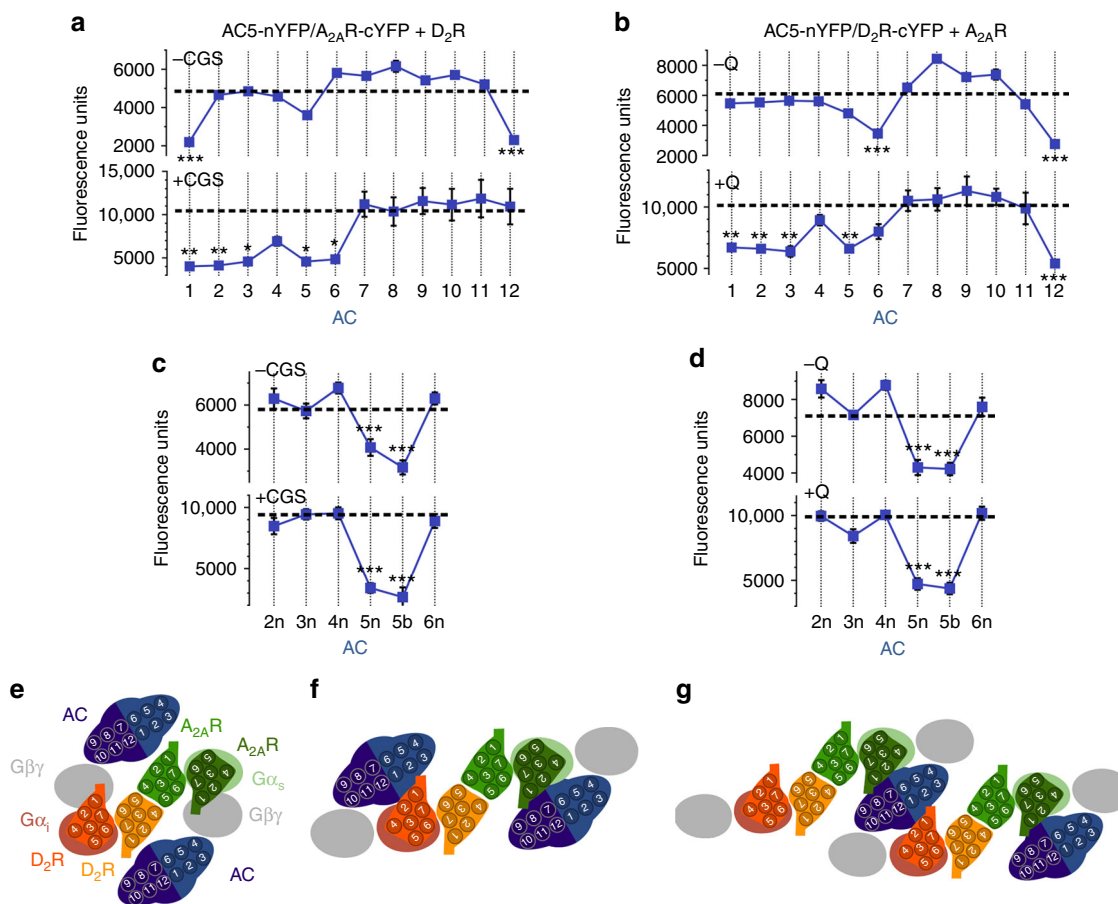 a
AC5-nYFP/A2AR-cYFP + D2R
–CGS
Fluorescence units
6000
4000
2000
***
***
+CGS
15,000
10,000
5000
**
**
*
*
*
1 2 3 4 5 6 7 8 9 10 11 12
AC
b
AC5-nYFP/D2R-cYFP + A2AR
–Q
Fluorescence units
8000
6000
4000
2000
***
***
+Q
10,000
5000
**
**
**
**
***
1 2 3 4 5 6 7 8 9 10 11 12
AC
c
–CGS
Fluorescence units
6000
4000
***
***
+CGS
10,000
5000
***
***
2n 3n 4n 5n 5b 6n
AC
d
–Q
Fluorescence units
8000
6000
4000
***
***
+Q
10,000
5000
***
***
2n 3n 4n 5n 5b 6n
AC
e
AC
A2AR
A2AR
Gβγ
Gαs
Gβγ
Gαi
D2R
D2R
AC
f
g